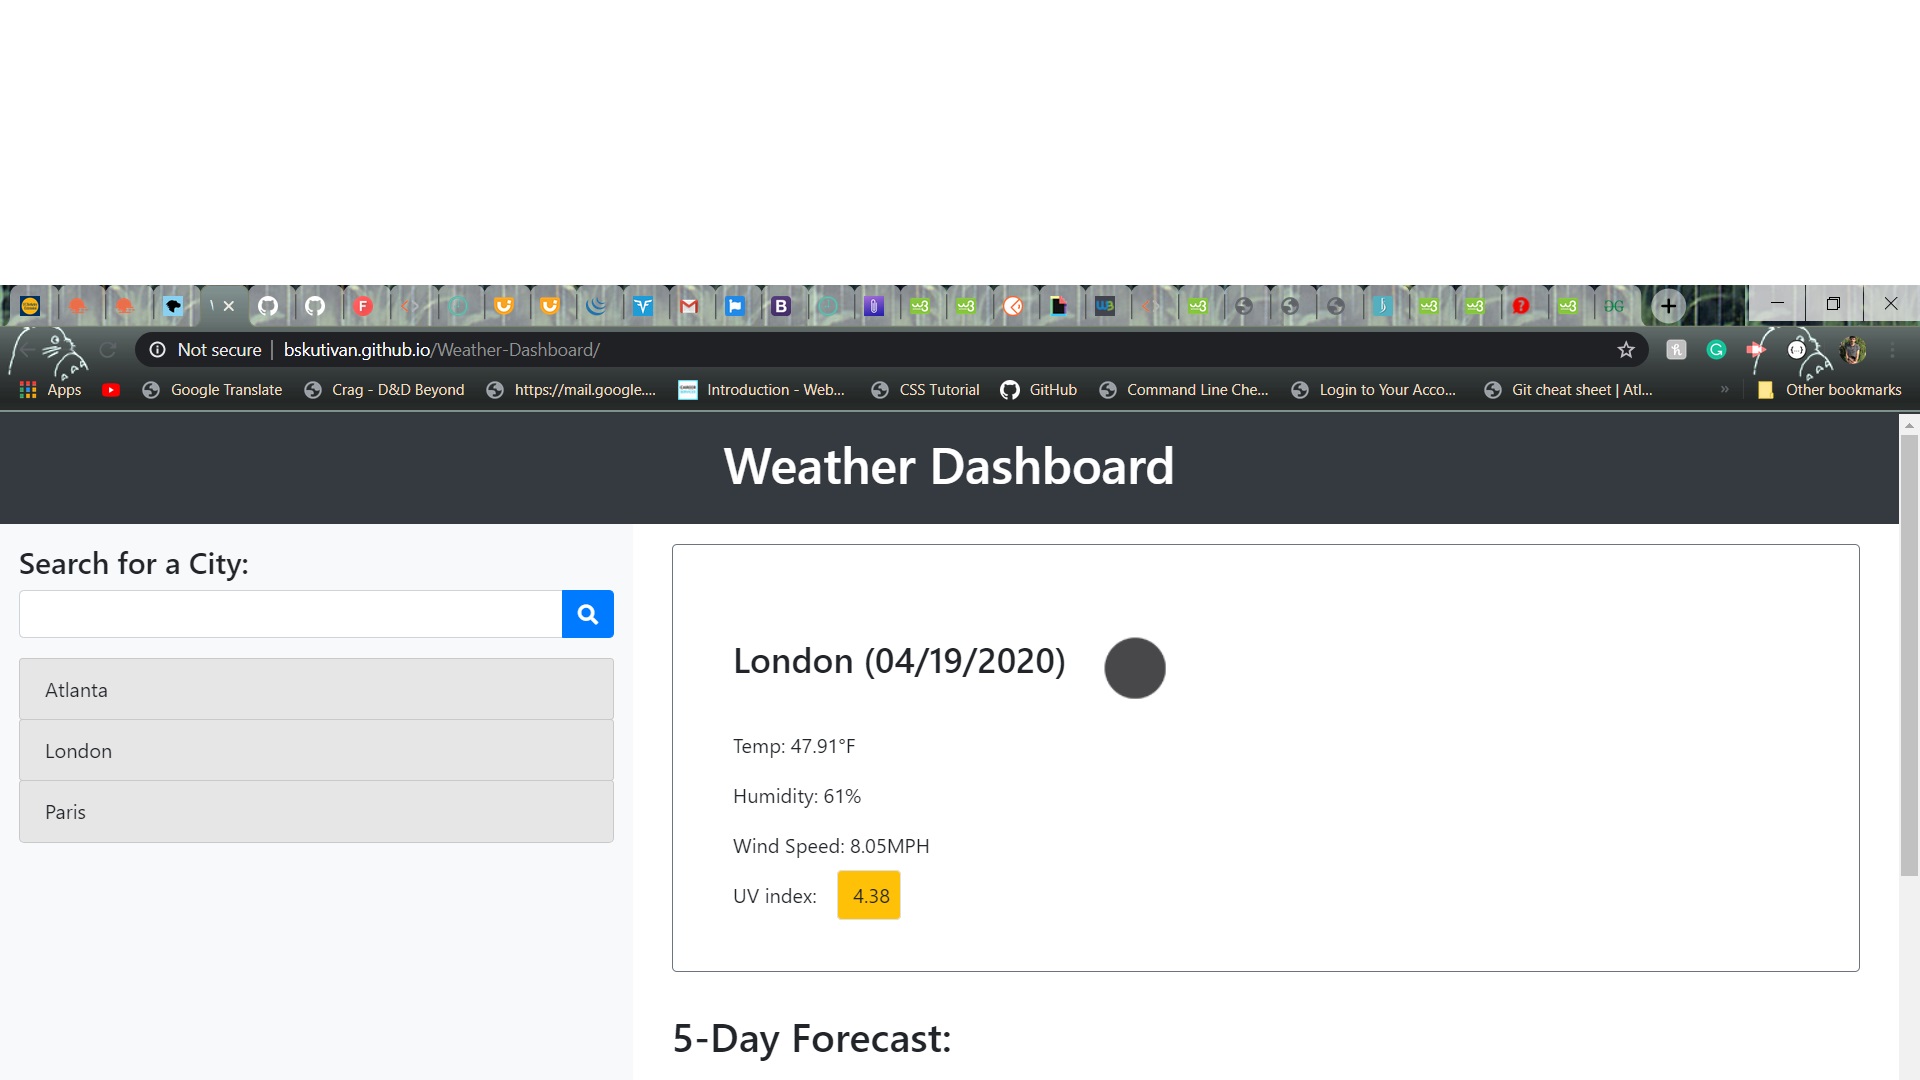 Not secure | bskutivan.github.io/Weather-Dashboard/
Apps Google Translate Crag - D&D Beyond https://mail.google.... Introduction - Web... CSS Tutorial GitHub Command Line Che... Login to Your Acco... Git cheat sheet | Atl... » Other bookmarks
Weather Dashboard
Search for a City:
Atlanta
London
Paris
London (04/19/2020)
Temp: 47.91°F
Humidity: 61%
Wind Speed: 8.05MPH
UV index: 4.38
5-Day Forecast: